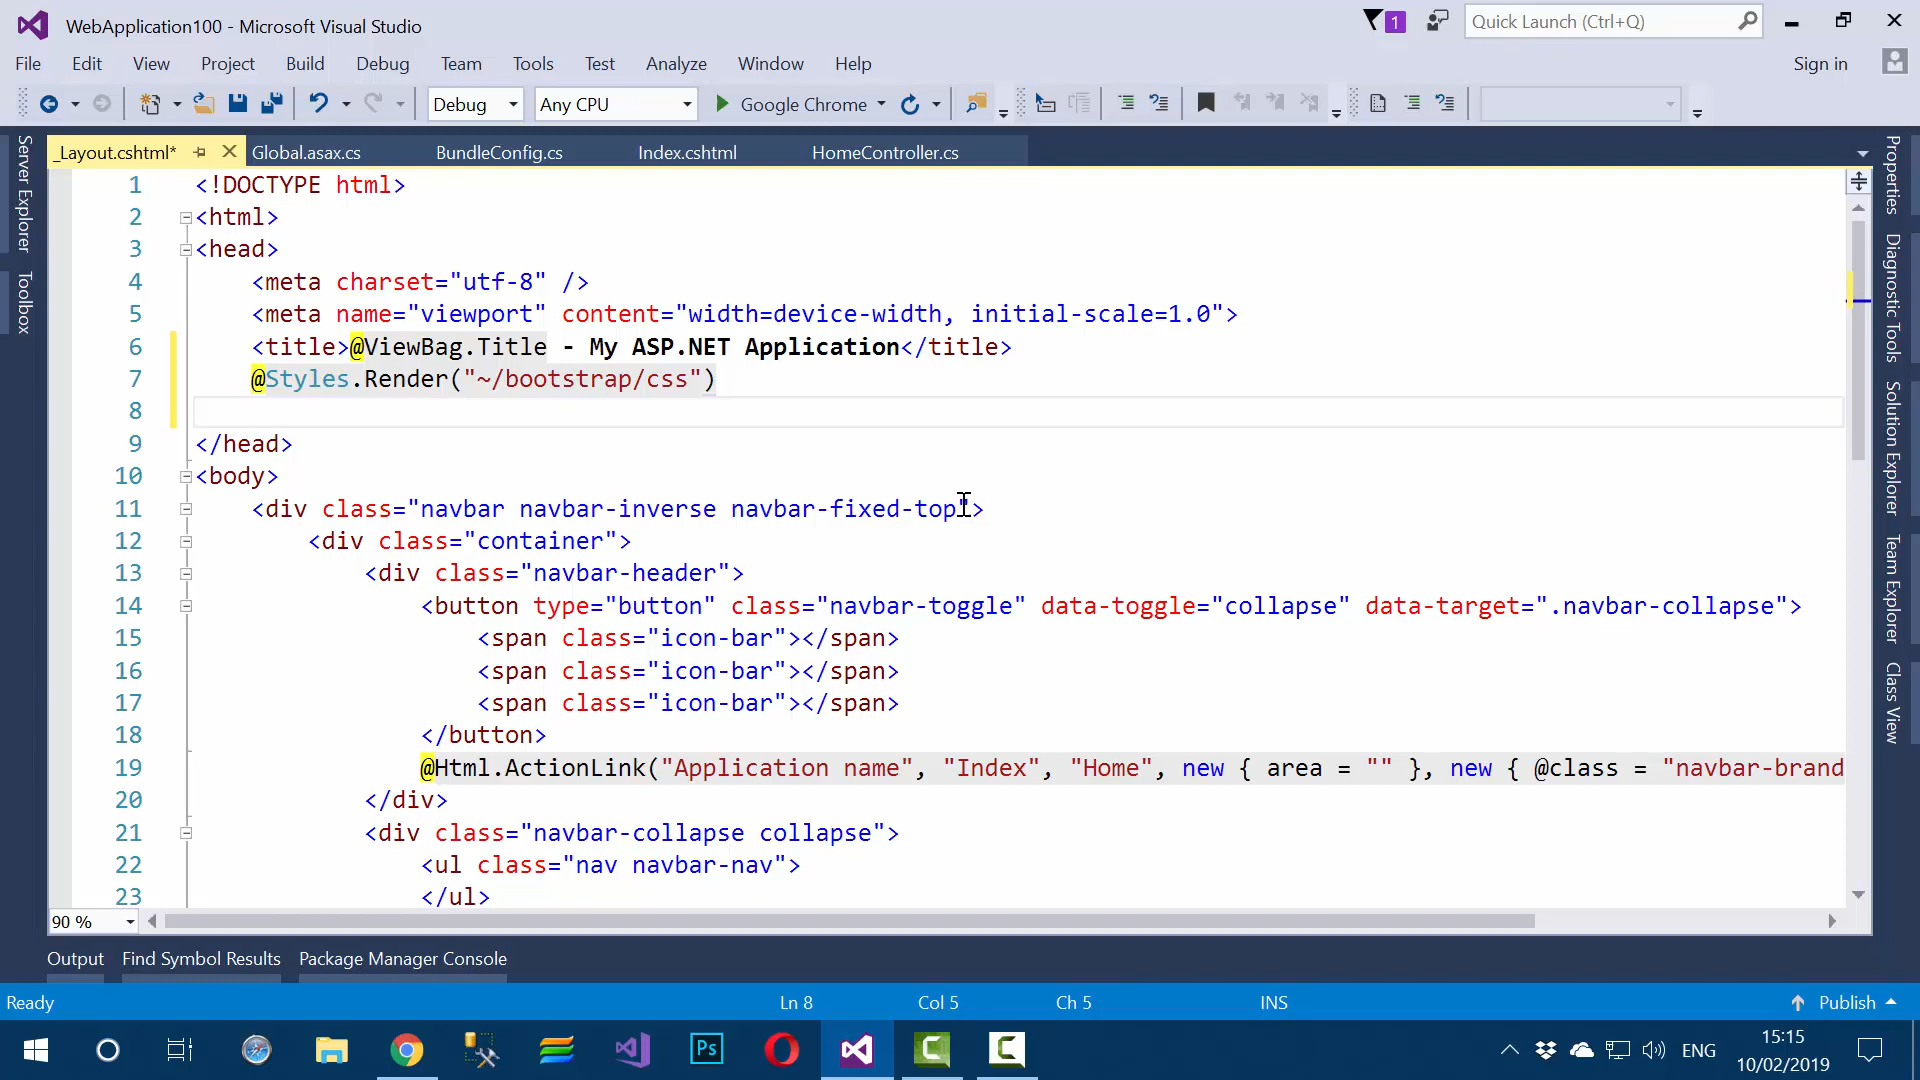 WebApplication100 - Microsoft Visual Studio
1
Quick Launch (Ctrl+Q)
File Edit View Project Build Debug Team Tools Test Analyze Window Help
Sign in
Debug Any CPU Google Chrome
_Layout.cshtml* Global.asax.cs BundleConfig.cs Index.cshtml HomeController.cs
Server Explorer
Toolbox
1 <!DOCTYPE html>
2 <html>
3 <head>
4 <meta charset="utf-8" />
5 <meta name="viewport" content="width=device-width, initial-scale=1.0">
6 <title>@ViewBag.Title - My ASP.NET Application</title>
7 @Styles.Render("~/bootstrap/css")
8
9 </head>
10 <body>
11 <div class="navbar navbar-inverse navbar-fixed-top">
12 <div class="container">
13 <div class="navbar-header">
14 <button type="button" class="navbar-toggle" data-toggle="collapse" data-target=".navbar-collapse">
15 <span class="icon-bar"></span>
16 <span class="icon-bar"></span>
17 <span class="icon-bar"></span>
18 </button>
19 @Html.ActionLink("Application name", "Index", "Home", new { area = "" }, new { @class = "navbar-brand
20 </div>
21 <div class="navbar-collapse collapse">
22 <ul class="nav navbar-nav">
23 </ul>
Properties
Diagnostic Tools
Solution Explorer
Team Explorer
Class View
90 %
Output Find Symbol Results Package Manager Console
Ready Ln 8 Col 5 Ch 5 INS Publish
Ps
ENG
15:15
10/02/2019